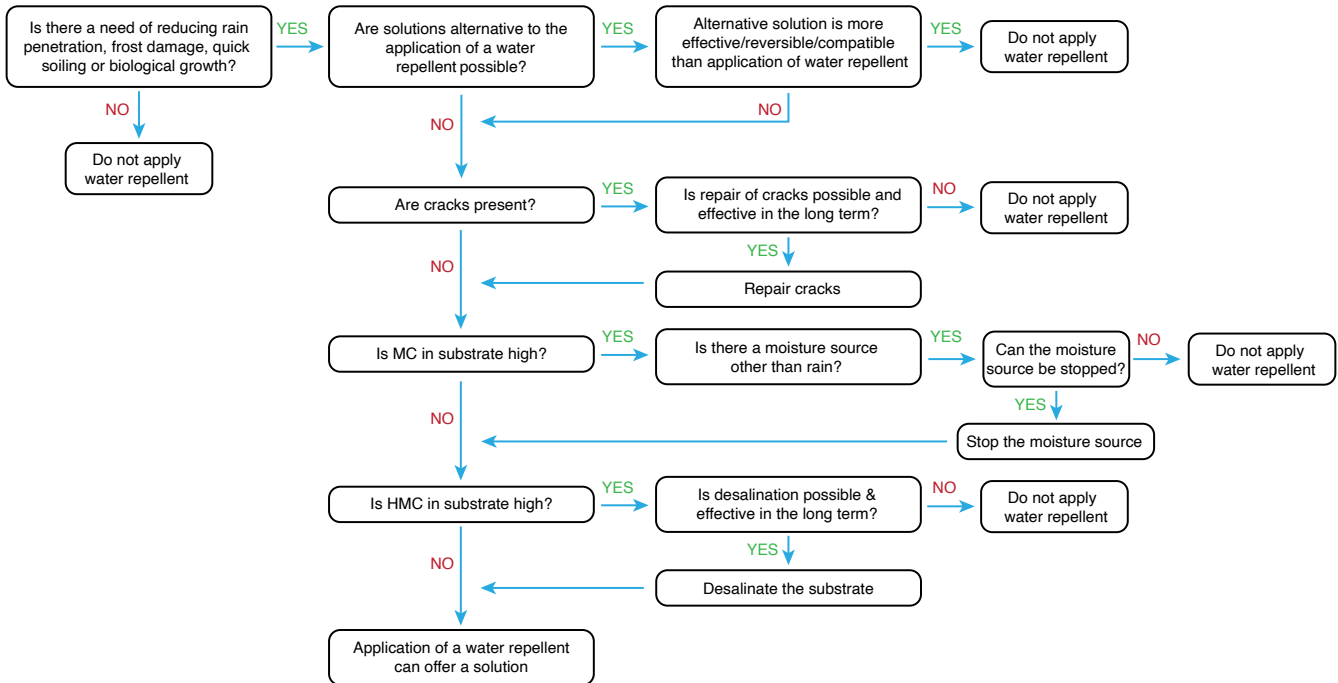 Is there a need of reducing rain
penetration, frost damage, quick
soiling or biological growth?
YES
Are solutions alternative to the
application of a water
repellent possible?
YES
Alternative solution is more
effective/reversible/compatible
than application of water repellent
YES
Do not apply
water repellent
NO
NO
NO
Do not apply
water repellent
Are cracks present?
YES
Is repair of cracks possible and
effective in the long term?
NO
Do not apply
water repellent
YES
NO
Repair cracks
Is MC in substrate high?
YES
Is there a moisture source
other than rain?
YES
Can the moisture
source be stopped?
NO
Do not apply
water repellent
YES
NO
Stop the moisture source
Is HMC in substrate high?
YES
Is desalination possible &
effective in the long term?
NO
Do not apply
water repellent
YES
NO
Desalinate the substrate
Application of a water repellent
can offer a solution